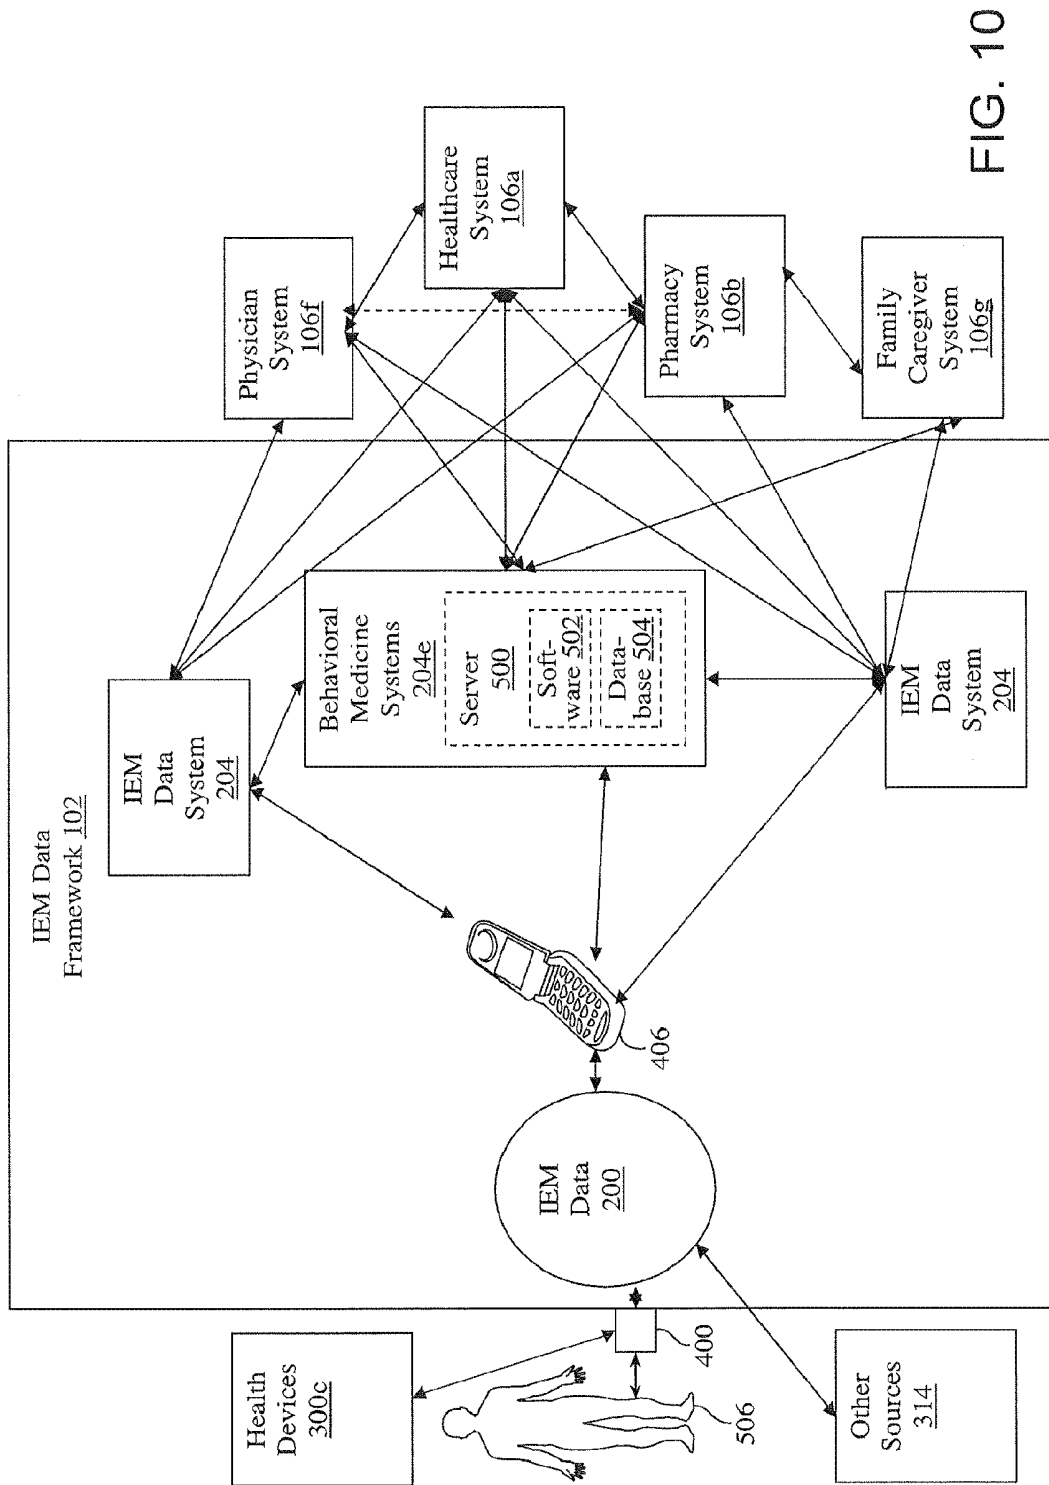 IEM Data
Framework 102
Health
Devices
300c
506
400
Other
Sources
314
IEM
Data
200
406
IEM
Data
System
204
Behavioral
Medicine
Systems
204e
Server
500
Soft-
ware 502
Data-
base 504
IEM
Data
System
204
Physician
System
106f
Healthcare
System
106a
Pharmacy
System
106b
Family
Caregiver
System
106g
FIG. 10